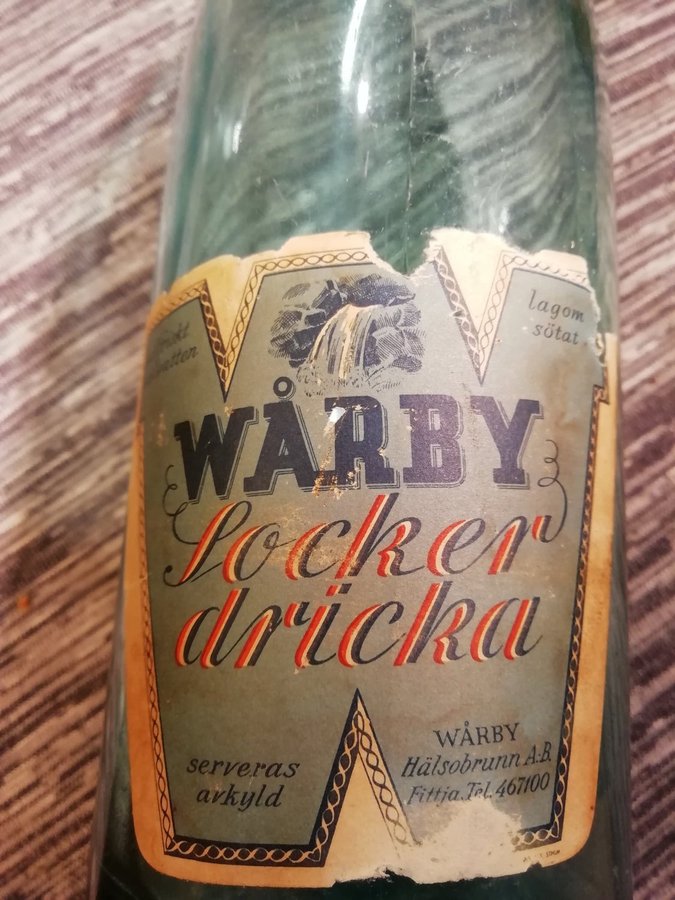 lagom
sötat
WÅRBY
Socker
dricka
serveras
avkyld
WÅRBY
Hälsobrunn A.B.
Fittja. Tel. 467100